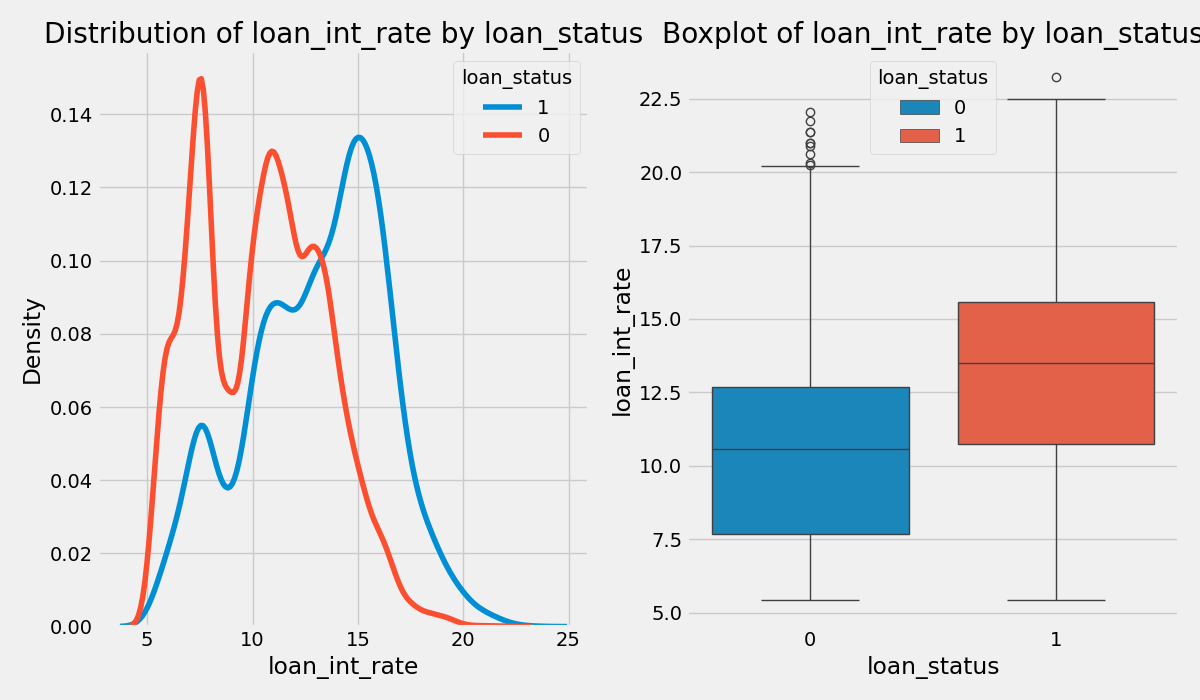 Distribution of loan_int_rate by loan_status
Density
0.14
0.12
0.10
0.08
0.06
0.04
0.02
0.00
loan_status
1
0
5 10 15 20 25
loan_int_rate
Boxplot of loan_int_rate by loan_status
loan_int_rate
22.5
20.0
17.5
15.0
12.5
10.0
7.5
5.0
loan_status
0
1
0 1
loan_status